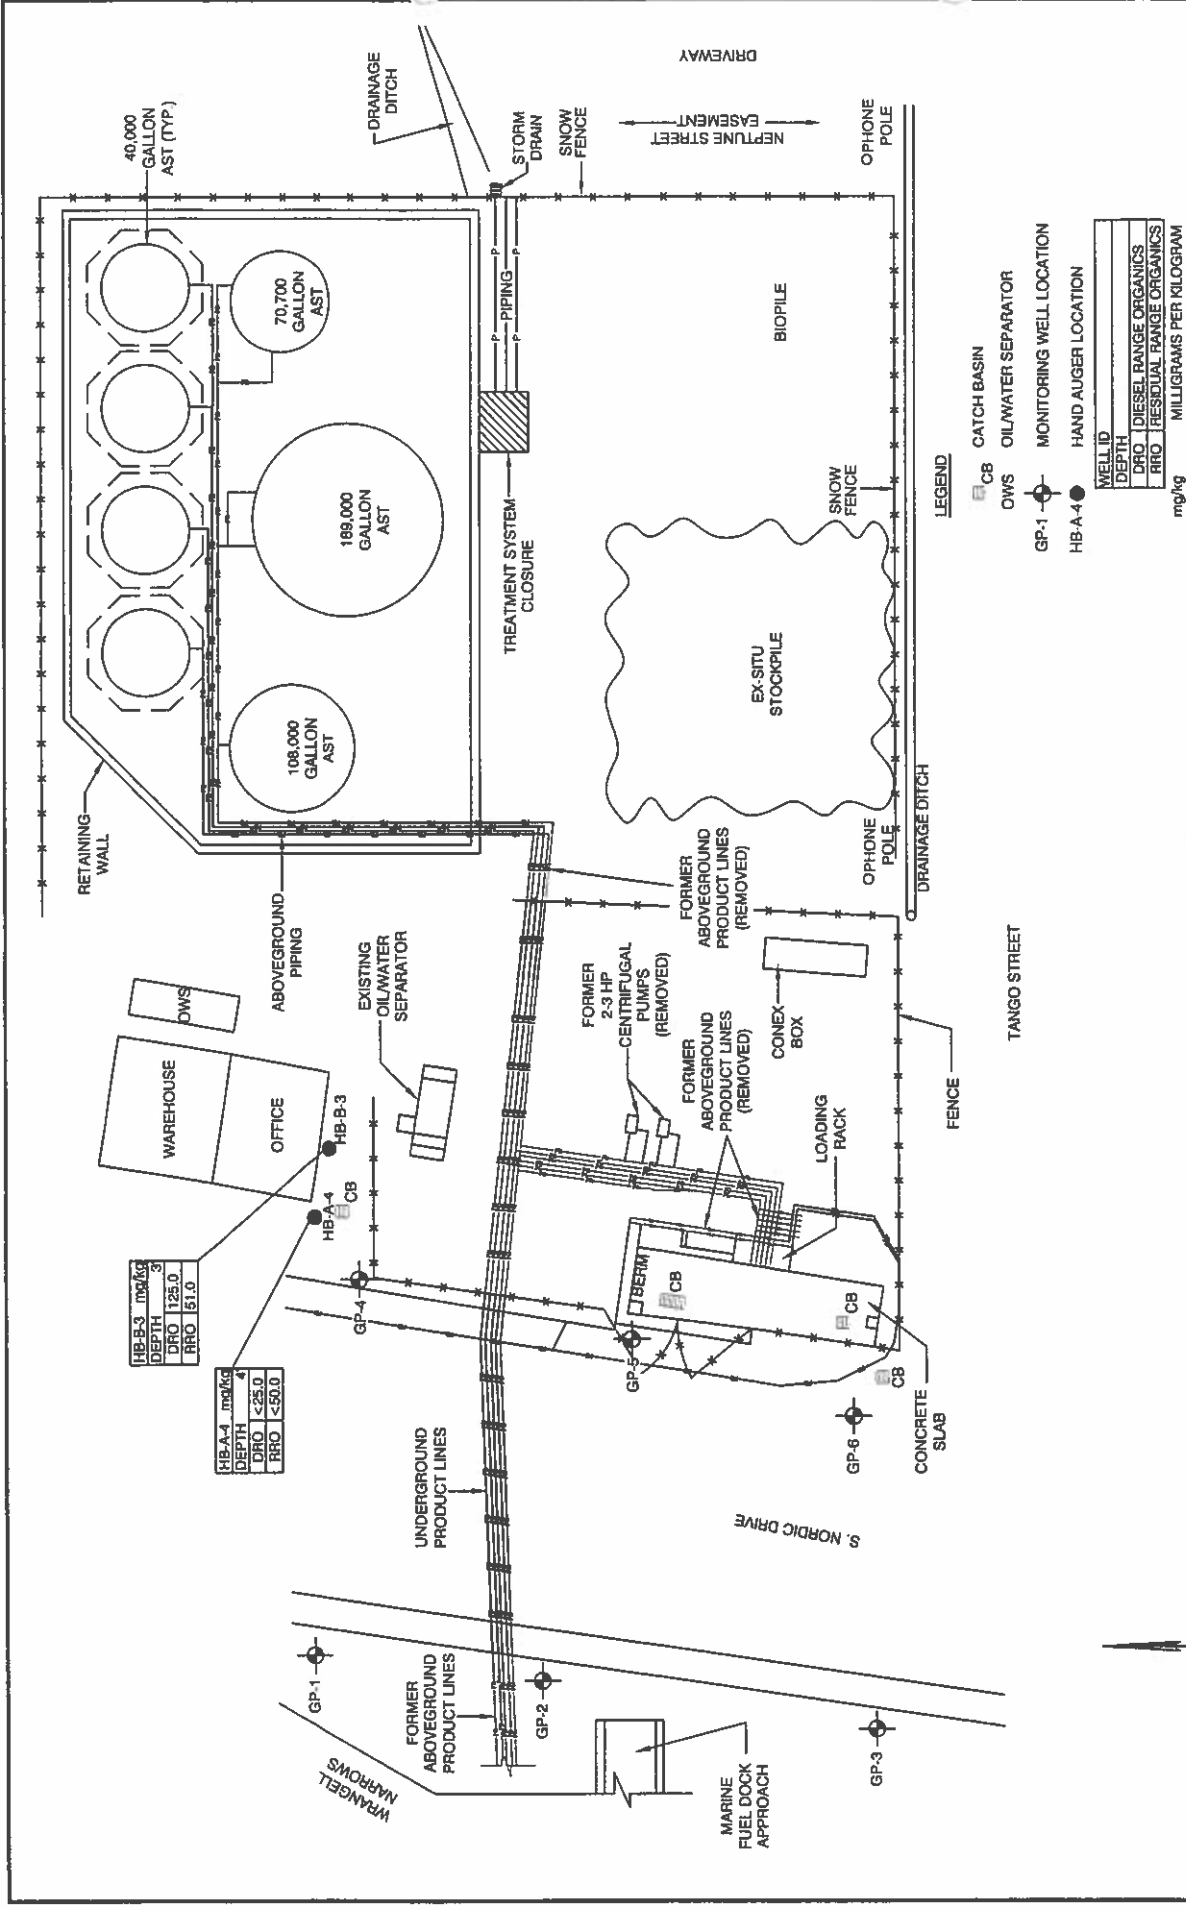 WRANGELL
NARROWS
GP-1
FORMER
ABOVEGROUND
PRODUCT LINES
GP-2
MARINE
FUEL DOCK
APPROACH
GP-3
S. NORDIC DRIVE
UNDERGROUND
PRODUCT LINES
HB-A-4 mg/kg
DEPTH 4'
DRO <25.0
RRO <50.0
HB-B-3 mg/kg
DEPTH 3'
DRO 125.0
RRO 51.0
HB-A-4
CB
HB-B-3
WAREHOUSE
OFFICE
OWS
GP-4
GP-5
GP-6
BERM
CB
CB
CB
CONCRETE
SLAB
EXISTING
OIL/WATER
SEPARATOR
ABOVEGROUND
PIPING
RETAINING
WALL
FORMER
2-3 HP
CENTRIFUGAL
PUMPS
(REMOVED)
FORMER
ABOVEGROUND
PRODUCT LINES
(REMOVED)
FORMER
ABOVEGROUND
PRODUCT LINES
(REMOVED)
LOADING
RACK
CONEX
BOX
FENCE
TANGO STREET
108,000
GALLON
AST
189,000
GALLON
AST
70,700
GALLON
AST
40,000
GALLON
AST (TYP.)
TREATMENT SYSTEM
CLOSURE
P
P
PIPING
P
P
STORM
DRAIN
DRAINAGE
DITCH
SNOW
FENCE
NEPTUNE STREET
EASEMENT
DRIVEWAY
BIOPILE
EX-SITU
STOCKPILE
SNOW
FENCE
OPHONE
POLE
OPHONE
POLE
DRAINAGE DITCH
LEGEND
CB CATCH BASIN
OWS OIL/WATER SEPARATOR
GP-1 MONITORING WELL LOCATION
HB-A-4 HAND AUGER LOCATION
WELL ID
DEPTH
DRO DIESEL RANGE ORGANICS
RRO RESIDUAL RANGE ORGANICS
mg/kg MILLIGRAMS PER KILOGRAM